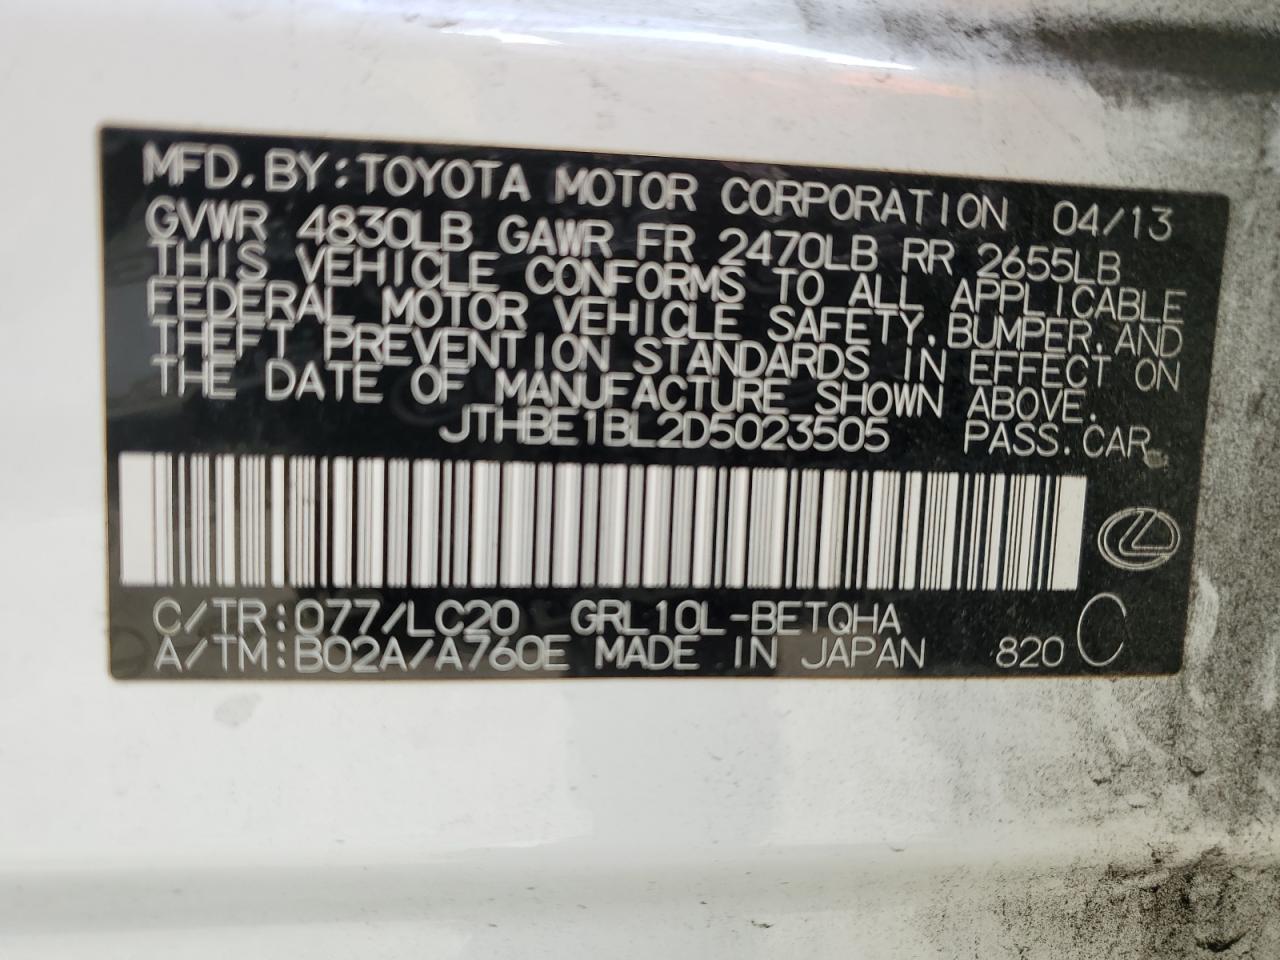 MFD. BY: TOYOTA MOTOR CORPORATION 04/13
GVWR 4830LB GAWR FR 2470LB RR 2655LB
THIS VEHICLE CONFORMS TO ALL APPLICABLE
FEDERAL MOTOR VEHICLE SAFETY, BUMPER, AND
THEFT PREVENTION STANDARDS IN EFFECT ON
THE DATE OF MANUFACTURE SHOWN ABOVE.
JTHBE1BL2D5023505 PASS. CAR
C/TR: 077/LC20 GRL10L-BETQHA
A/TM: B02A/A760E MADE IN JAPAN 820 C